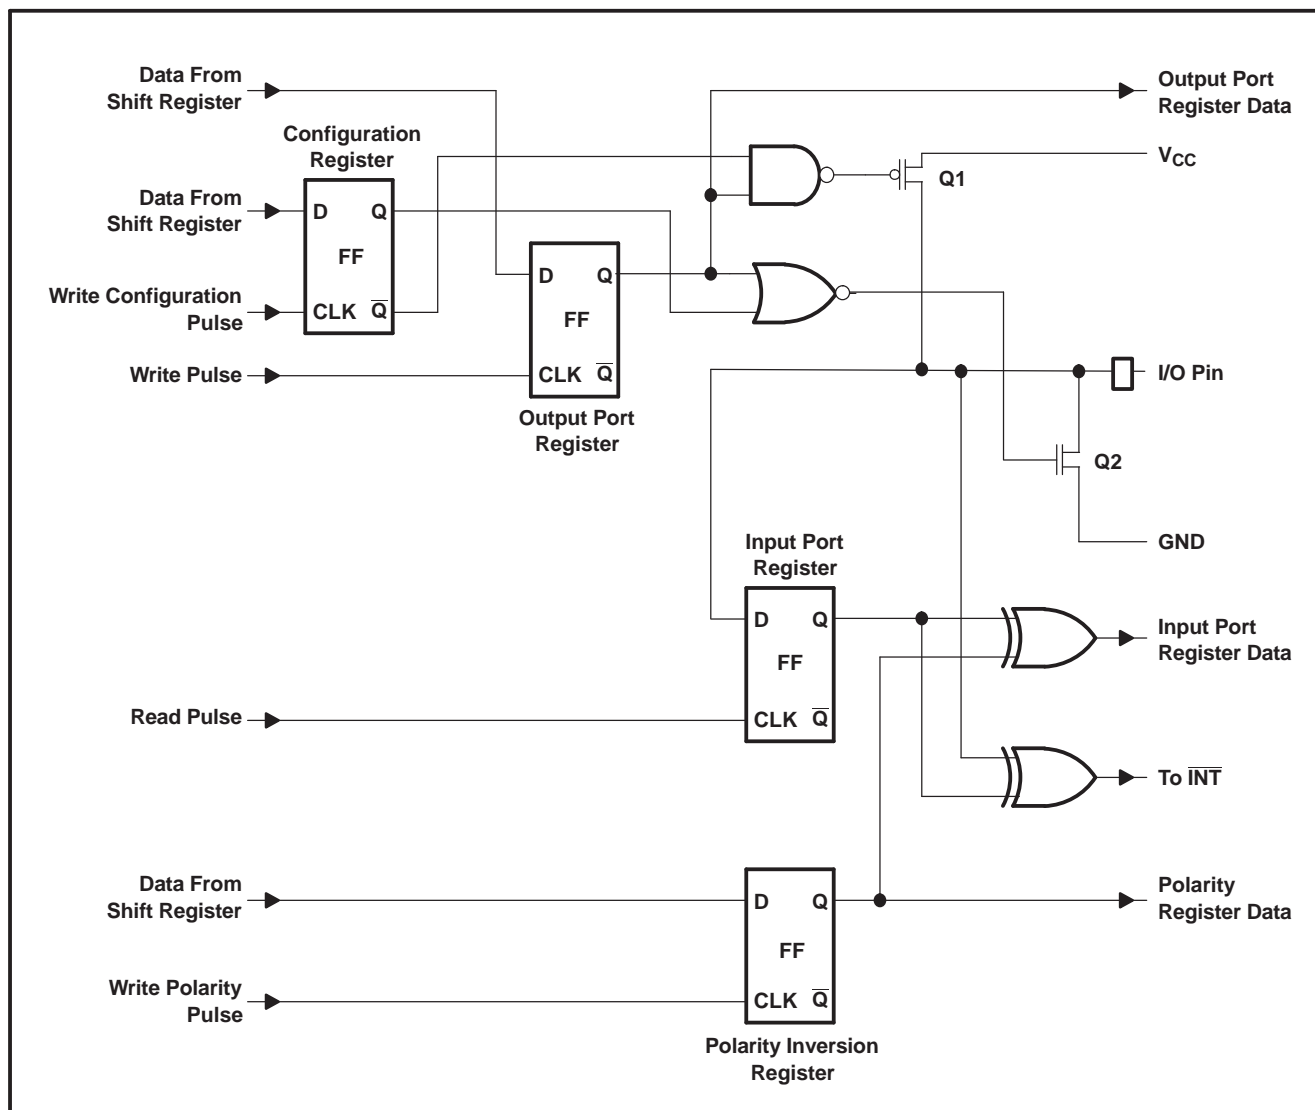 Data From
Shift Register
Output Port
Register Data
Configuration
Register
VCC
Q1
Data From
Shift Register
D Q
FF
CLK Q̅
D Q
FF
CLK Q̅
Write Configuration
Pulse
Write Pulse
I/O Pin
Output Port
Register
Q2
GND
Input Port
Register
D Q
FF
CLK Q̅
Input Port
Register Data
Read Pulse
To I̅N̅T̅
Data From
Shift Register
D Q
FF
CLK Q̅
Polarity
Register Data
Write Polarity
Pulse
Polarity Inversion
Register